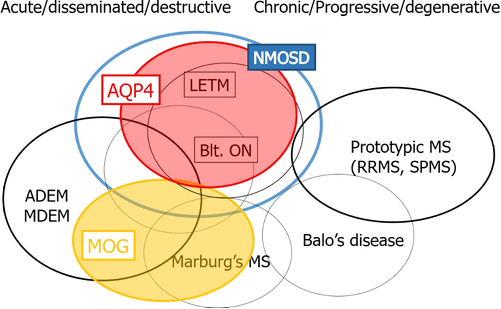 Acute/disseminated/destructive
Chronic/Progressive/degenerative
NMOSD
AQP4
LETM
Blt. ON
Prototypic MS
(RRMS, SPMS)
ADEM
MDEM
MOG
Marburg's MS
Balo's disease